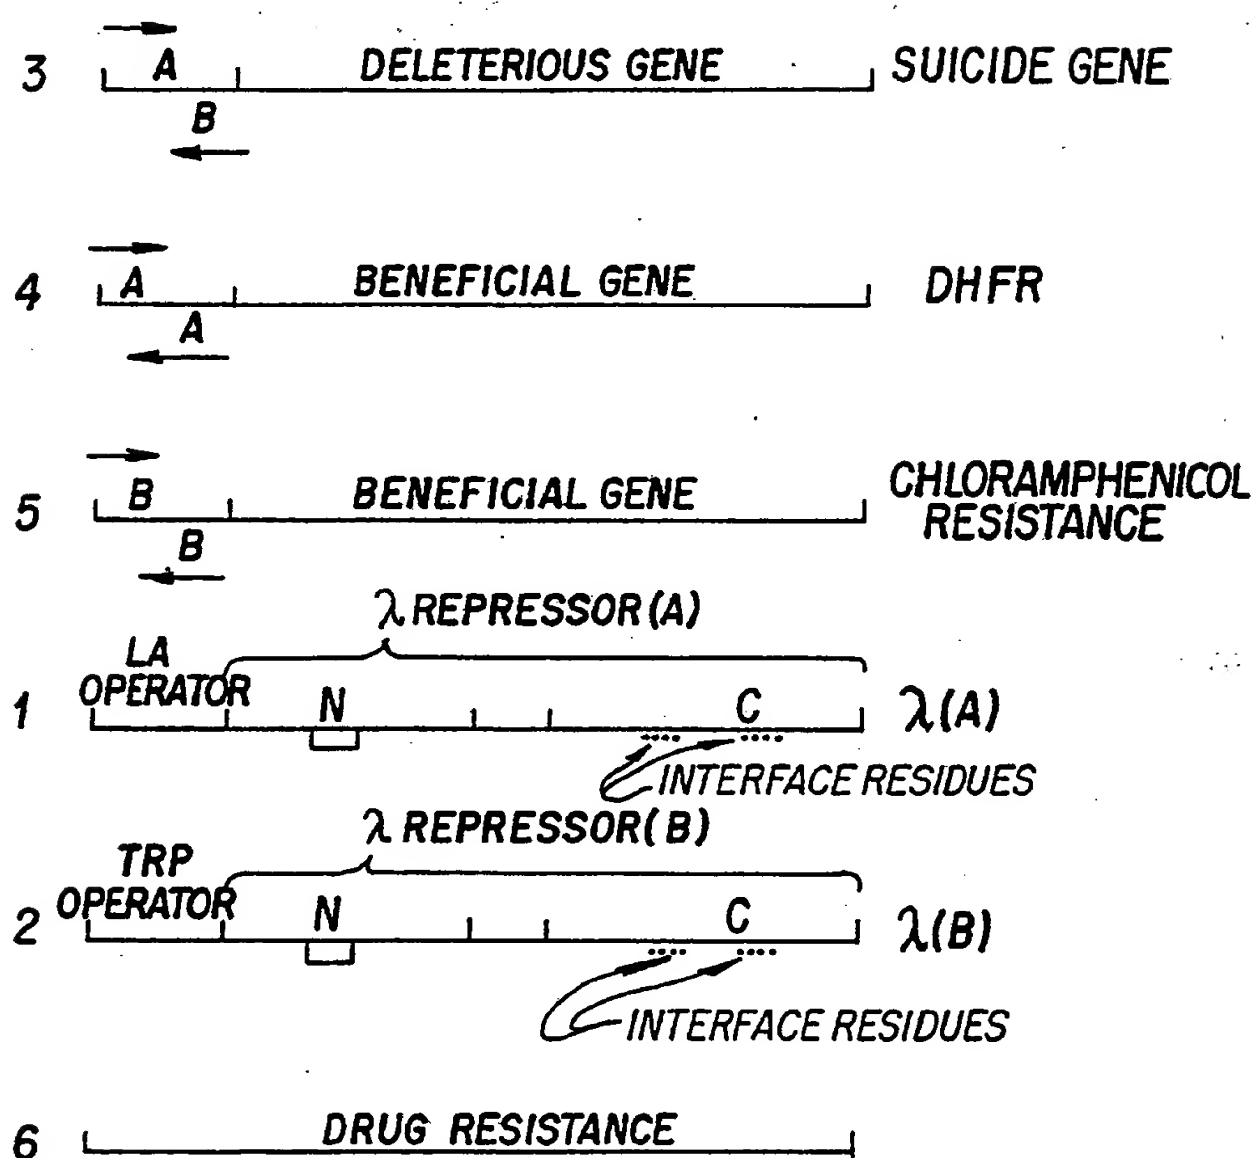 3 A DELETERIOUS GENE SUICIDE GENE
B
4 A BENEFICIAL GENE DHFR
A
5 B BENEFICIAL GENE CHLORAMPHENICOL
RESISTANCE
B
λ REPRESSOR (A)
LA
OPERATOR
1 N C λ(A)
INTERFACE RESIDUES
λ REPRESSOR(B)
TRP
OPERATOR
2 N C λ(B)
INTERFACE RESIDUES
6 DRUG RESISTANCE